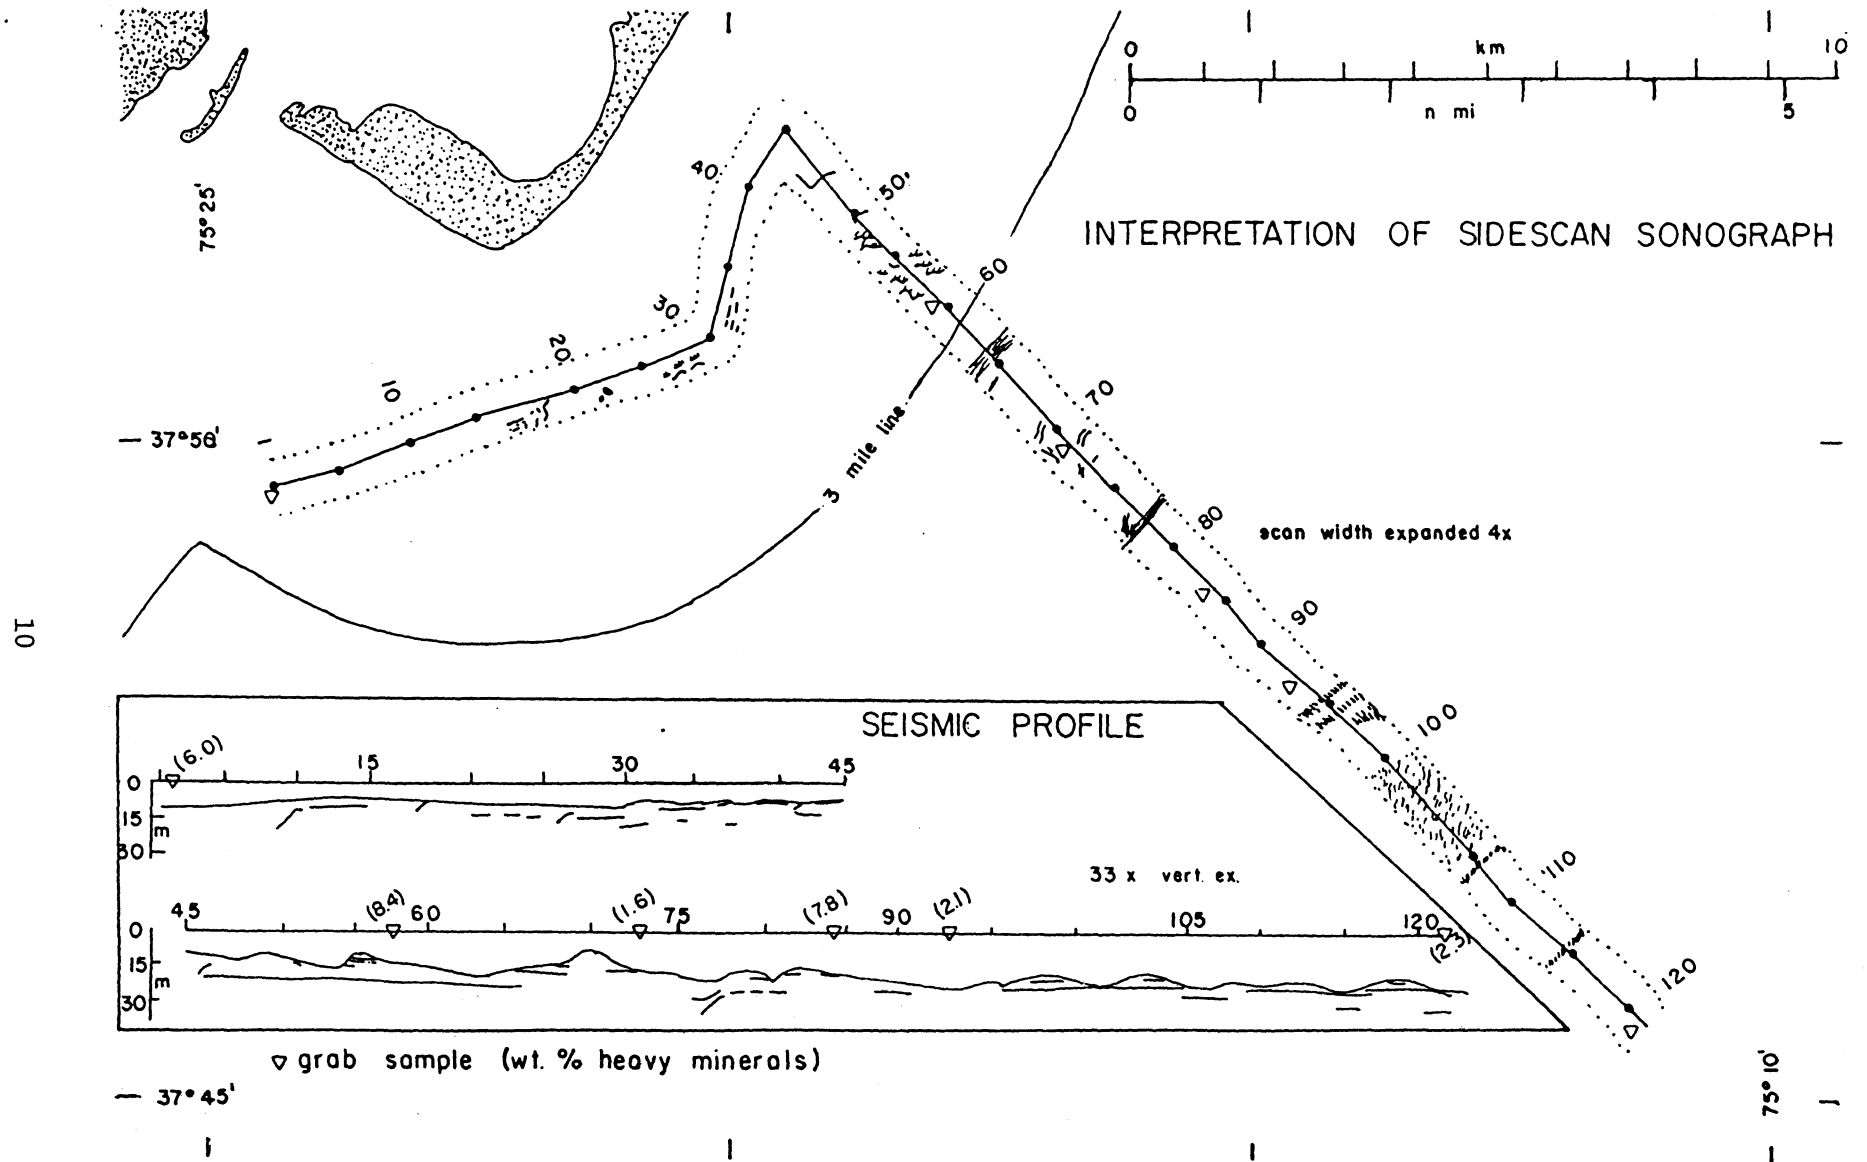 0 km 10
0 n mi 5
INTERPRETATION OF SIDESCAN SONOGRAPH
75°25'
40
50'
60
30
20
10
70
37°50'
3 mile line
80
scan width expanded 4x
90
10
100
SEISMIC PROFILE
(6.0) 15 30 45
0
15
m
30
33 x vert. ex.
110
45 (8.4) 60 (1.6) 75 (7.8) 90 (2.1) 105 120
(2.3)
0
15
m
30
120
▽ grab sample (wt. % heavy minerals)
37°45'
75°10'